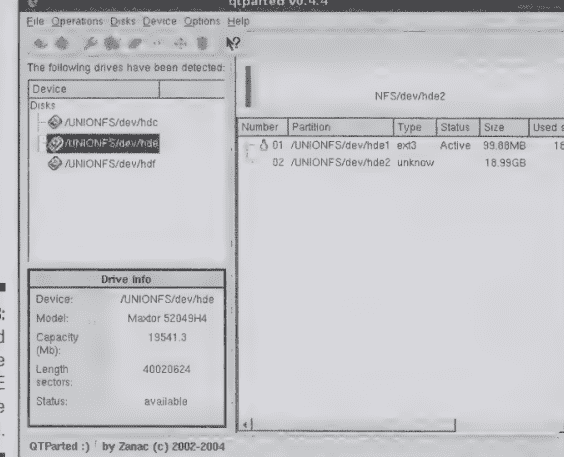 qtparted v0.4.4
File Operations Disks Device Options Help
The following drives have been detected:
Device
Disks
/UNIONFS/dev/hdc
/UNIONFS/dev/hde
/UNIONFS/dev/hdf
NFS/dev/hde2
Number Partition Type Status Size Used s
01 /UNIONFS/dev/hde1 ext3 Active 99.88MB 18
02 /UNIONFS/dev/hde2 unknow 18.99GB
Drive Info
Device: /UNIONFS/dev/hde
Model: Maxtor 52049H4
Capacity (Mb): 19541.3
Length sectors: 40020624
Status: available
QTParted :) by Zanac (c) 2002-2004